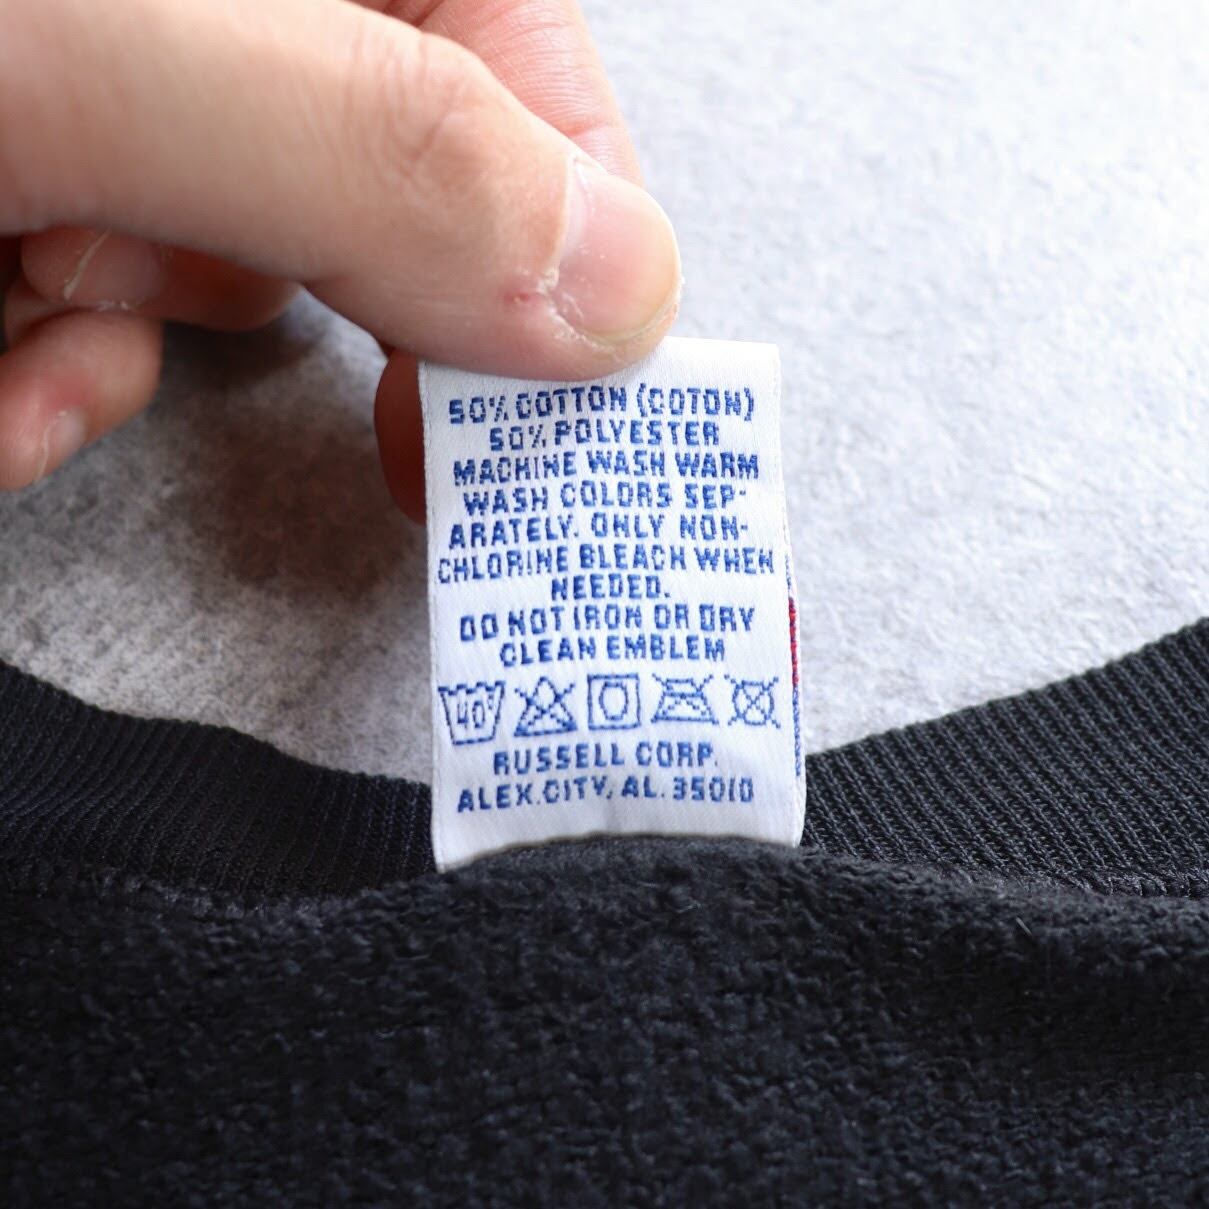 50% COTTON (COTON)
50% POLYESTER
MACHINE WASH WARM
WASH COLORS SEP-
ARATELY. ONLY NON-
CHLORINE BLEACH WHEN
NEEDED.
DO NOT IRON OR DRY
CLEAN EMBLEM
40°
RUSSELL CORP.
ALEX.CITY, AL. 35010